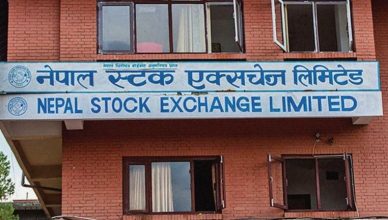 नेपाल स्टक एक्सचेन्ज लिमिटेड
NEPAL STOCK EXCHANGE LIMITED